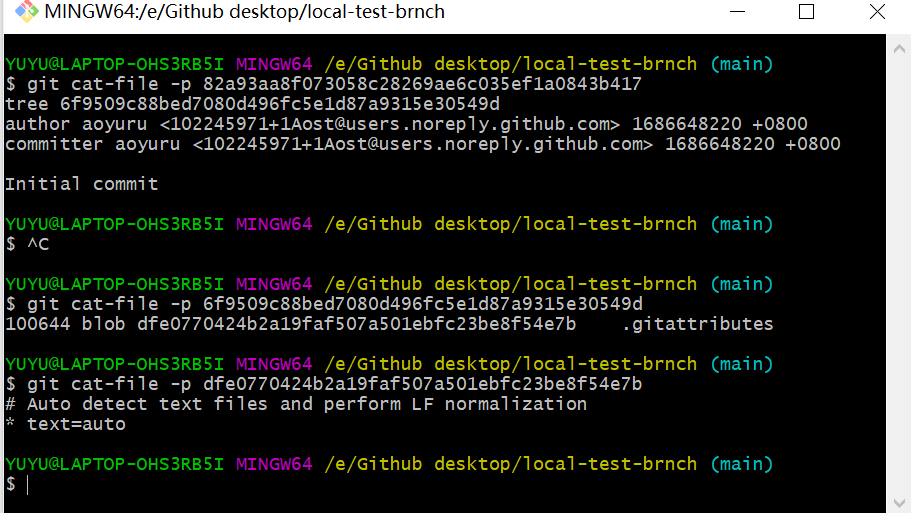 MINGW64:/e/Github desktop/local-test-brnch
YUYU@LAPTOP-OHS3RB5I MINGW64 /e/Github desktop/local-test-brnch (main)
$ git cat-file -p 82a93aa8f073058c28269ae6c035ef1a0843b417
tree 6f9509c88bed7080d496fc5e1d87a9315e30549d
author aoyuru <102245971+1Aost@users.noreply.github.com> 1686648220 +0800
committer aoyuru <102245971+1Aost@users.noreply.github.com> 1686648220 +0800
Initial commit
YUYU@LAPTOP-OHS3RB5I MINGW64 /e/Github desktop/local-test-brnch (main)
$ ^C
YUYU@LAPTOP-OHS3RB5I MINGW64 /e/Github desktop/local-test-brnch (main)
$ git cat-file -p 6f9509c88bed7080d496fc5e1d87a9315e30549d
100644 blob dfe0770424b2a19faf507a501ebfc23be8f54e7b    .gitattributes
YUYU@LAPTOP-OHS3RB5I MINGW64 /e/Github desktop/local-test-brnch (main)
$ git cat-file -p dfe0770424b2a19faf507a501ebfc23be8f54e7b
# Auto detect text files and perform LF normalization
* text=auto
YUYU@LAPTOP-OHS3RB5I MINGW64 /e/Github desktop/local-test-brnch (main)
$